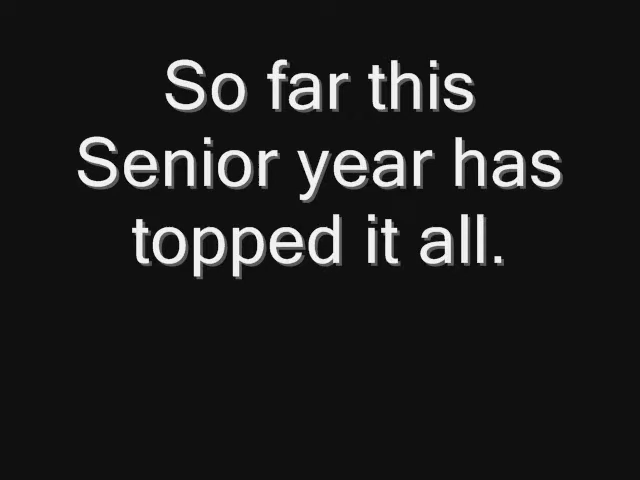 So far this
Senior year has
topped it all.